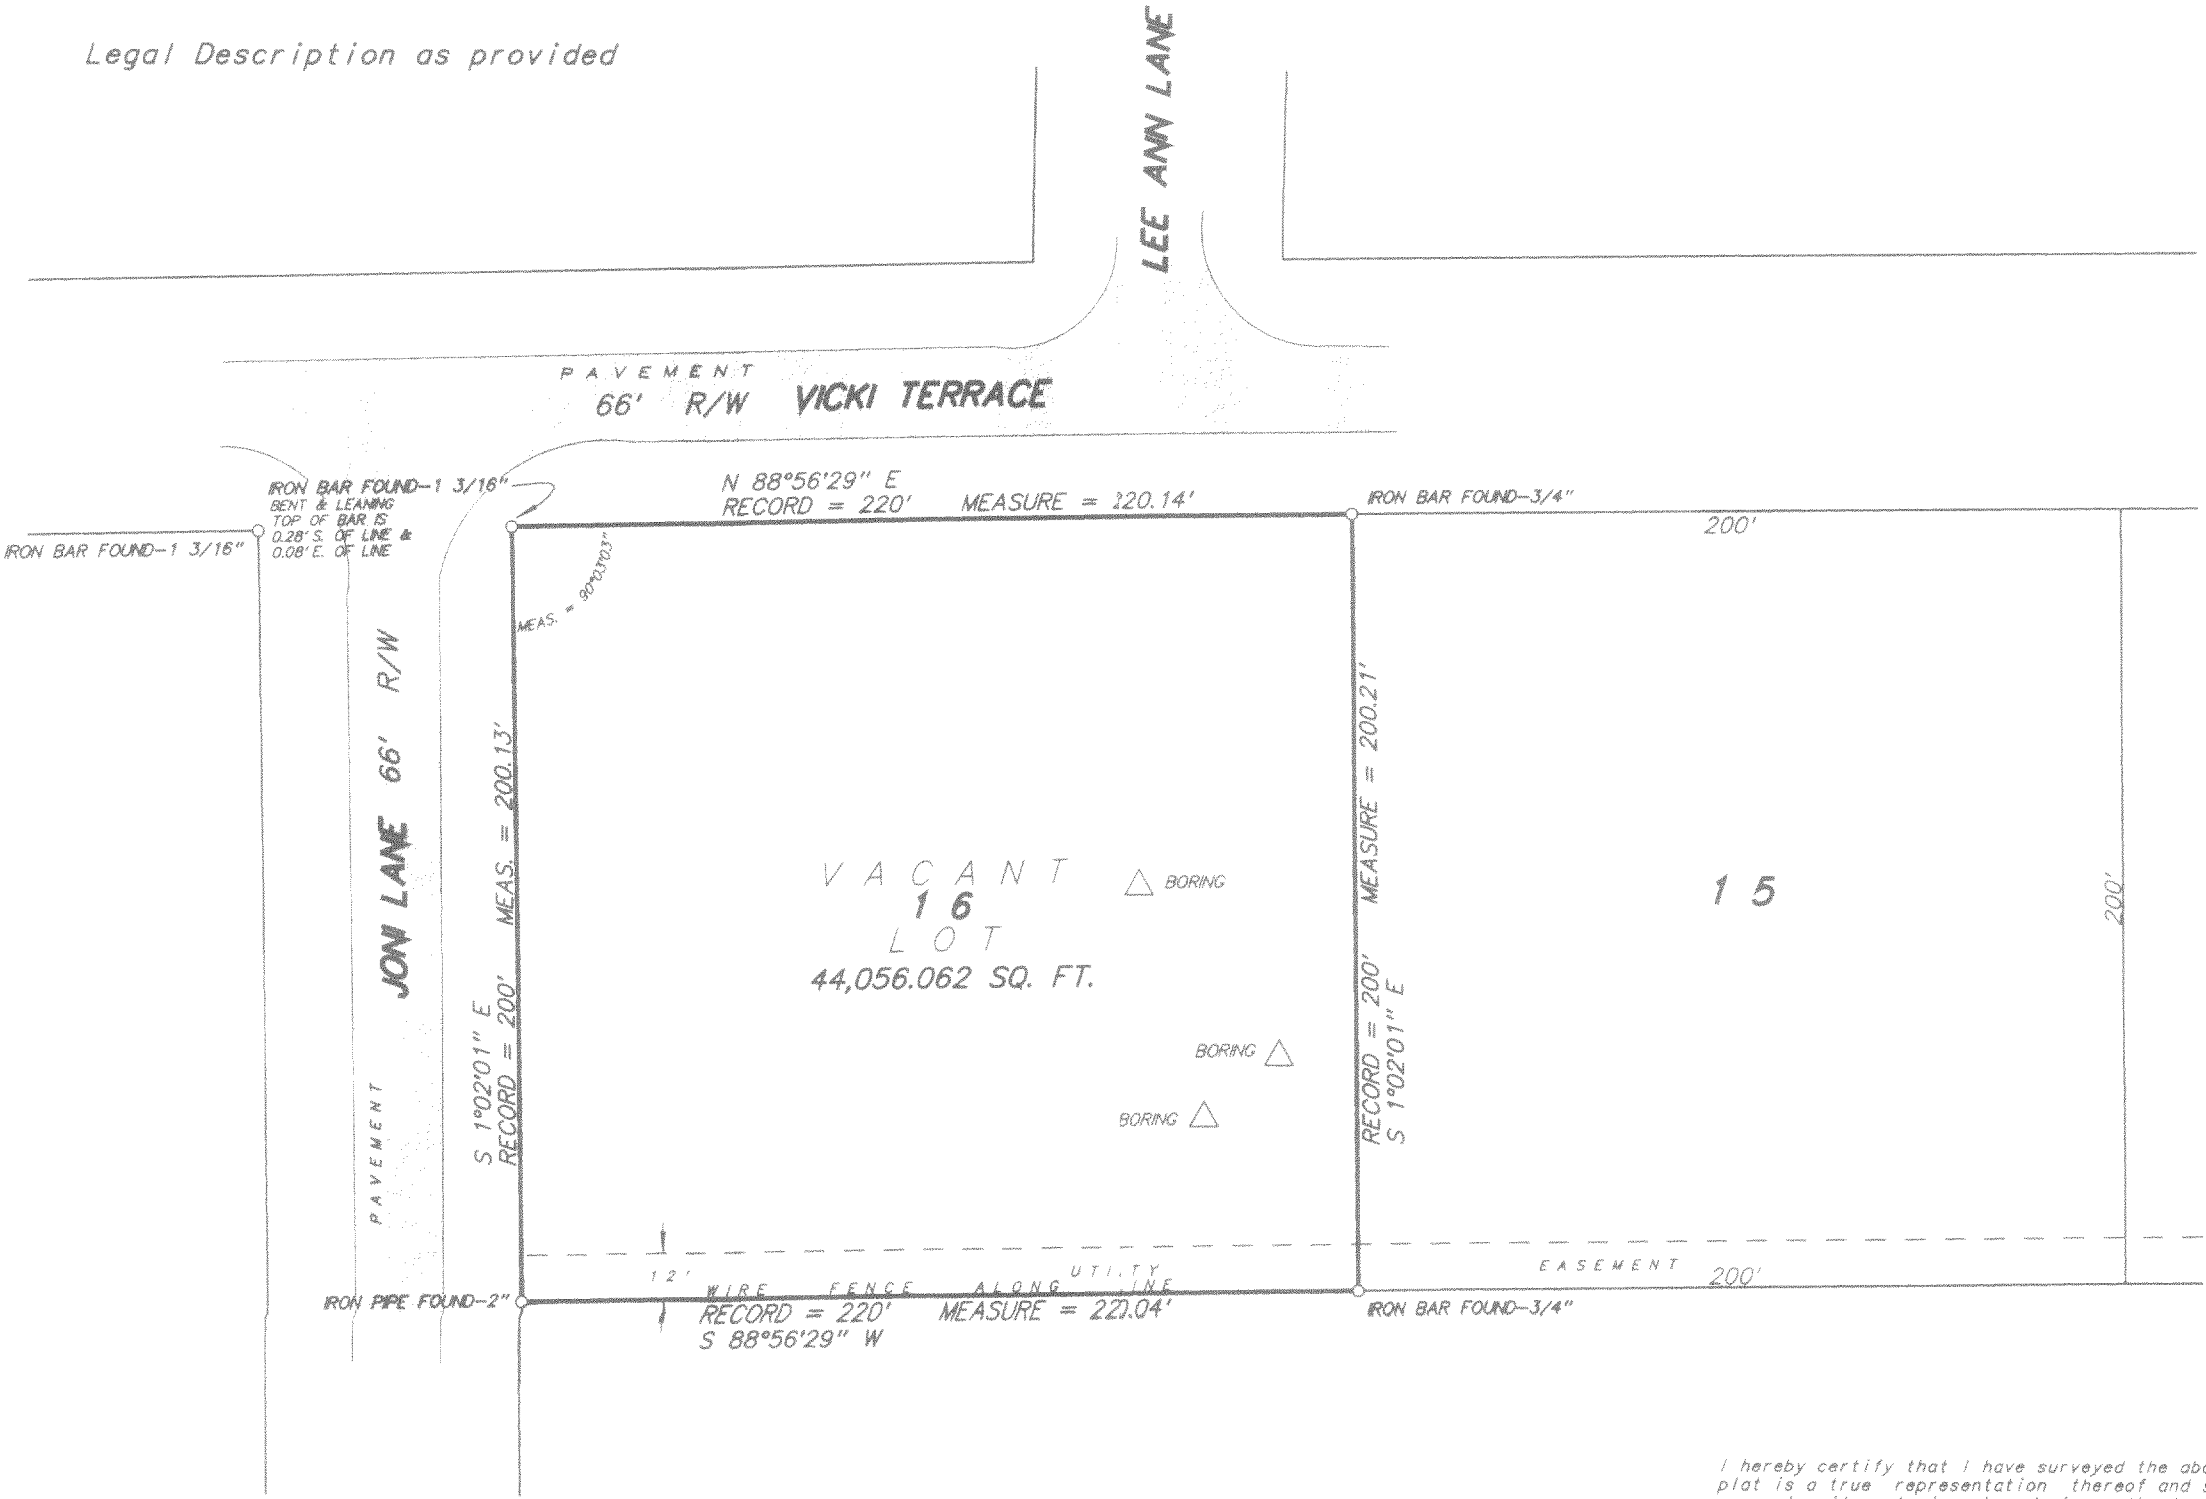 Legal Description as provided
LEE ANN LANE
PAVEMENT
66' R/W VICKI TERRACE
IRON BAR FOUND-1 3/16"
BENT & LEANING
TOP OF BAR IS
0.28' S. OF LINE &
0.08' E. OF LINE
IRON BAR FOUND-1 3/16"
N 88°56'29" E
RECORD = 220' MEASURE = 220.14'
IRON BAR FOUND-3/4"
200'
MEAS. = 90°03'03"
JONI LANE 66' R/W
PAVEMENT
S 1°02'01" E
RECORD = 200' MEAS. = 200.13'
VACANT
16
LOT
44,056.062 SQ. FT.
BORING
BORING
BORING
RECORD = 200' MEASURE = 200.21'
S 1°02'01" E
15
200'
12'
UTILITY
EASEMENT
WIRE FENCE ALONG LINE
200'
IRON PIPE FOUND-2"
RECORD = 220' MEASURE = 220.04'
S 88°56'29" W
IRON BAR FOUND-3/4"
I hereby certify that I have surveyed the
plat is a true representation thereof and